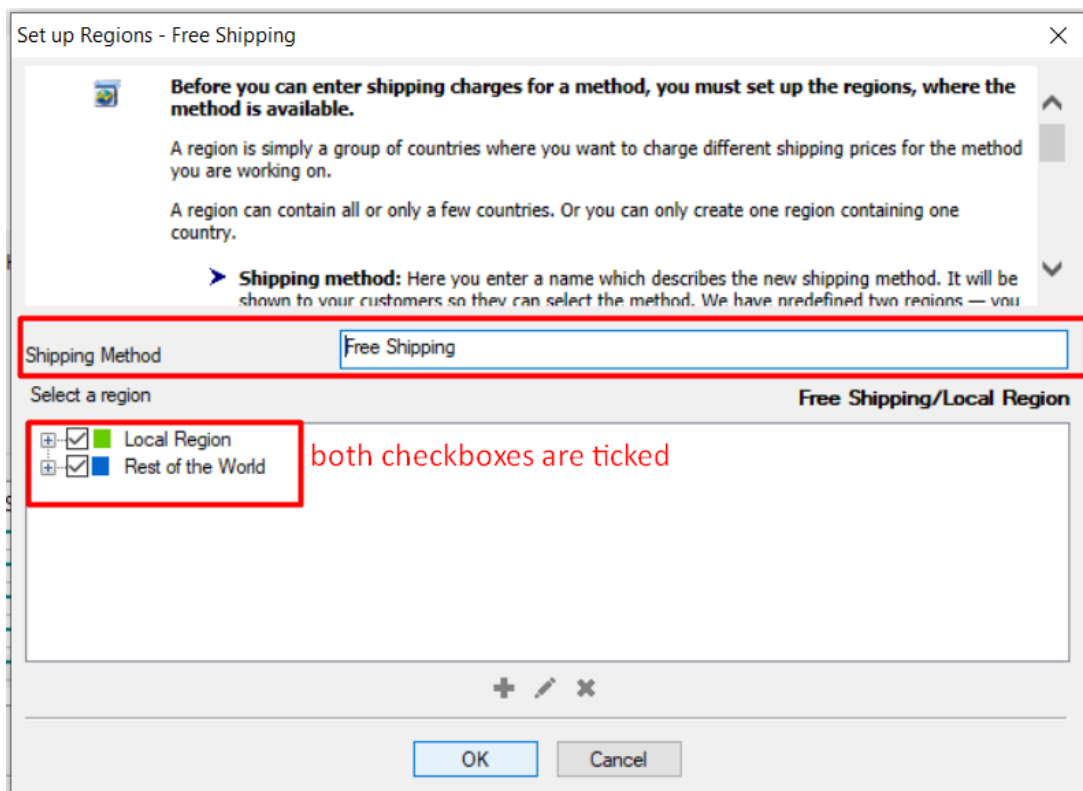 Set up Regions - Free Shipping
Before you can enter shipping charges for a method, you must set up the regions, where the
method is available.
A region is simply a group of countries where you want to charge different shipping prices for the method
you are working on.
A region can contain all or only a few countries. Or you can only create one region containing one
country.
Shipping method: Here you enter a name which describes the new shipping method. It will be
shown to your customers so they can select the method. We have predefined two regions — you
Shipping Method
Free Shipping
Select a region
Free Shipping/Local Region
Local Region
both checkboxes are ticked
Rest of the World
OK
Cancel